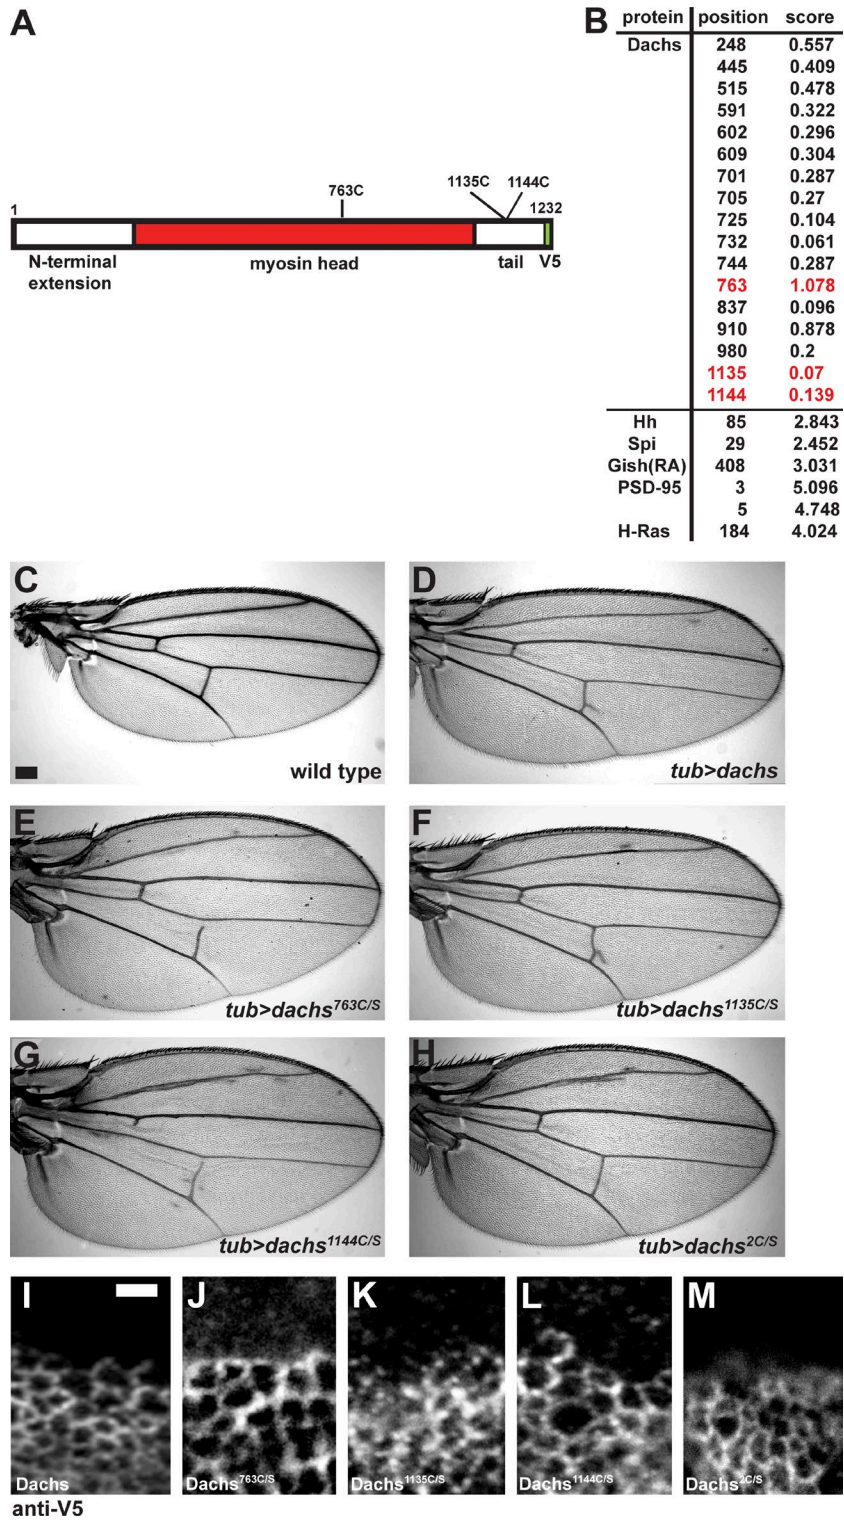 A
763C
1135C 1144C
1 1232
N-terminal extension
myosin head
tail V5
B
protein position score
Dachs 248 0.557
445 0.409
515 0.478
591 0.322
602 0.296
609 0.304
701 0.287
705 0.27
725 0.104
732 0.061
744 0.287
763 1.078
837 0.096
910 0.878
980 0.2
1135 0.07
1144 0.139
Hh 85 2.843
Spi 29 2.452
Gish(RA) 408 3.031
PSD-95 3 5.096
5 4.748
H-Ras 184 4.024
C
wild type
D
tub>dachs
E
tub>dachs763C/S
F
tub>dachs1135C/S
G
tub>dachs1144C/S
H
tub>dachs2C/S
I
Dachs
J
Dachs763C/S
K
Dachs1135C/S
L
Dachs1144C/S
M
Dachs2C/S
anti-V5